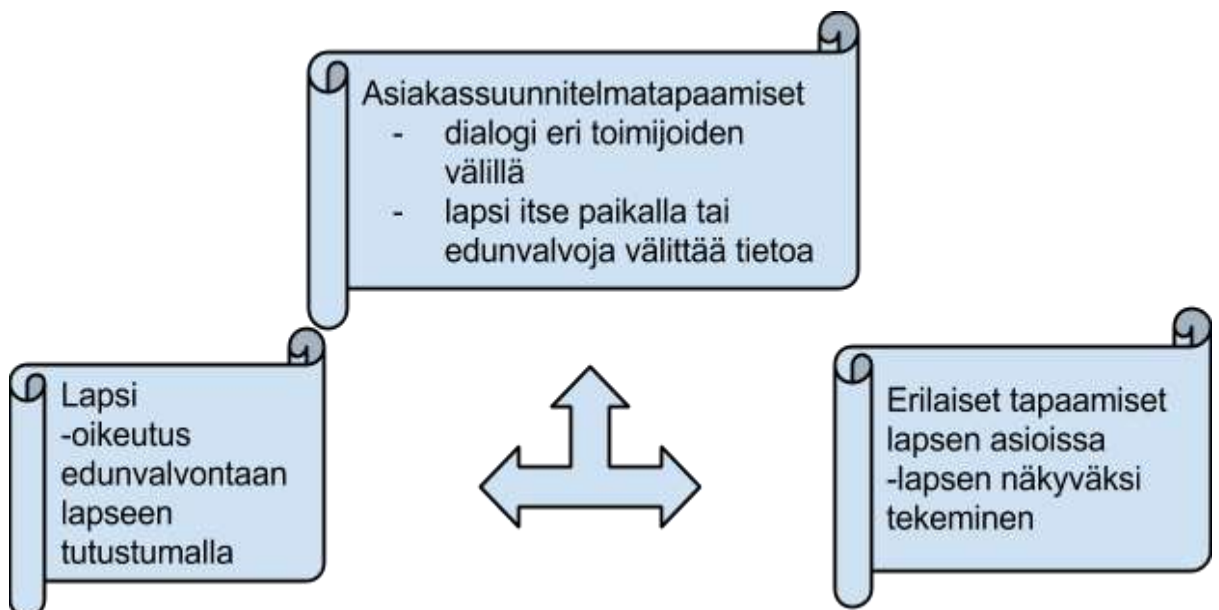 Asiakassuunnitelmatapaamiset
- dialogi eri toimijoiden
välillä
- lapsi itse paikalla tai
edunvalvoja välittää tietoa
Lapsi
-oikeutus
edunvalvontaan
lapseen
tutustumalla
Erilaiset tapaamiset
lapsen asioissa
-lapsen näkyväksi
tekeminen